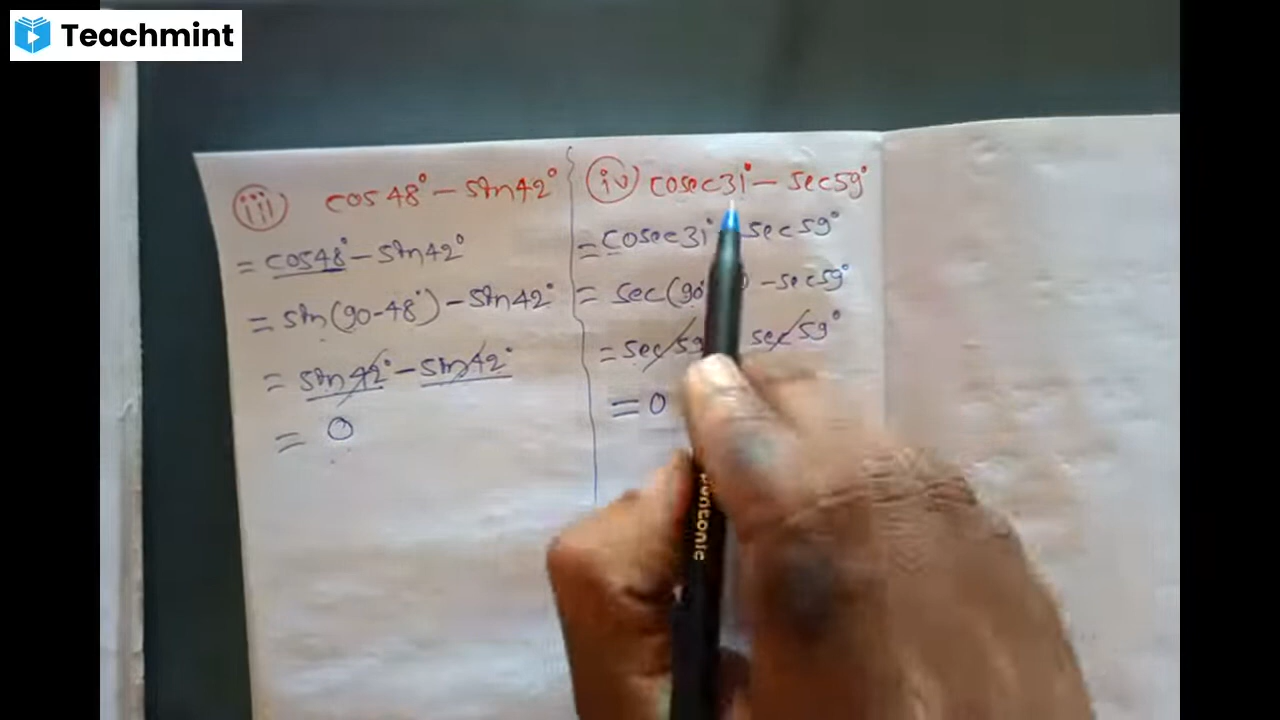 Teachmint
(iii) cos 48° - sin 42°
= cos 48° - sin 42°
= sin (90-48°) - sin 42°
= sin 42° - sin 42°
= 0
(iv) cosec 31° - sec 59°
= cosec 31° sec 59°
= sec (90° - sec 59°
= sec 59 sec 59°
= 0
Pentonic